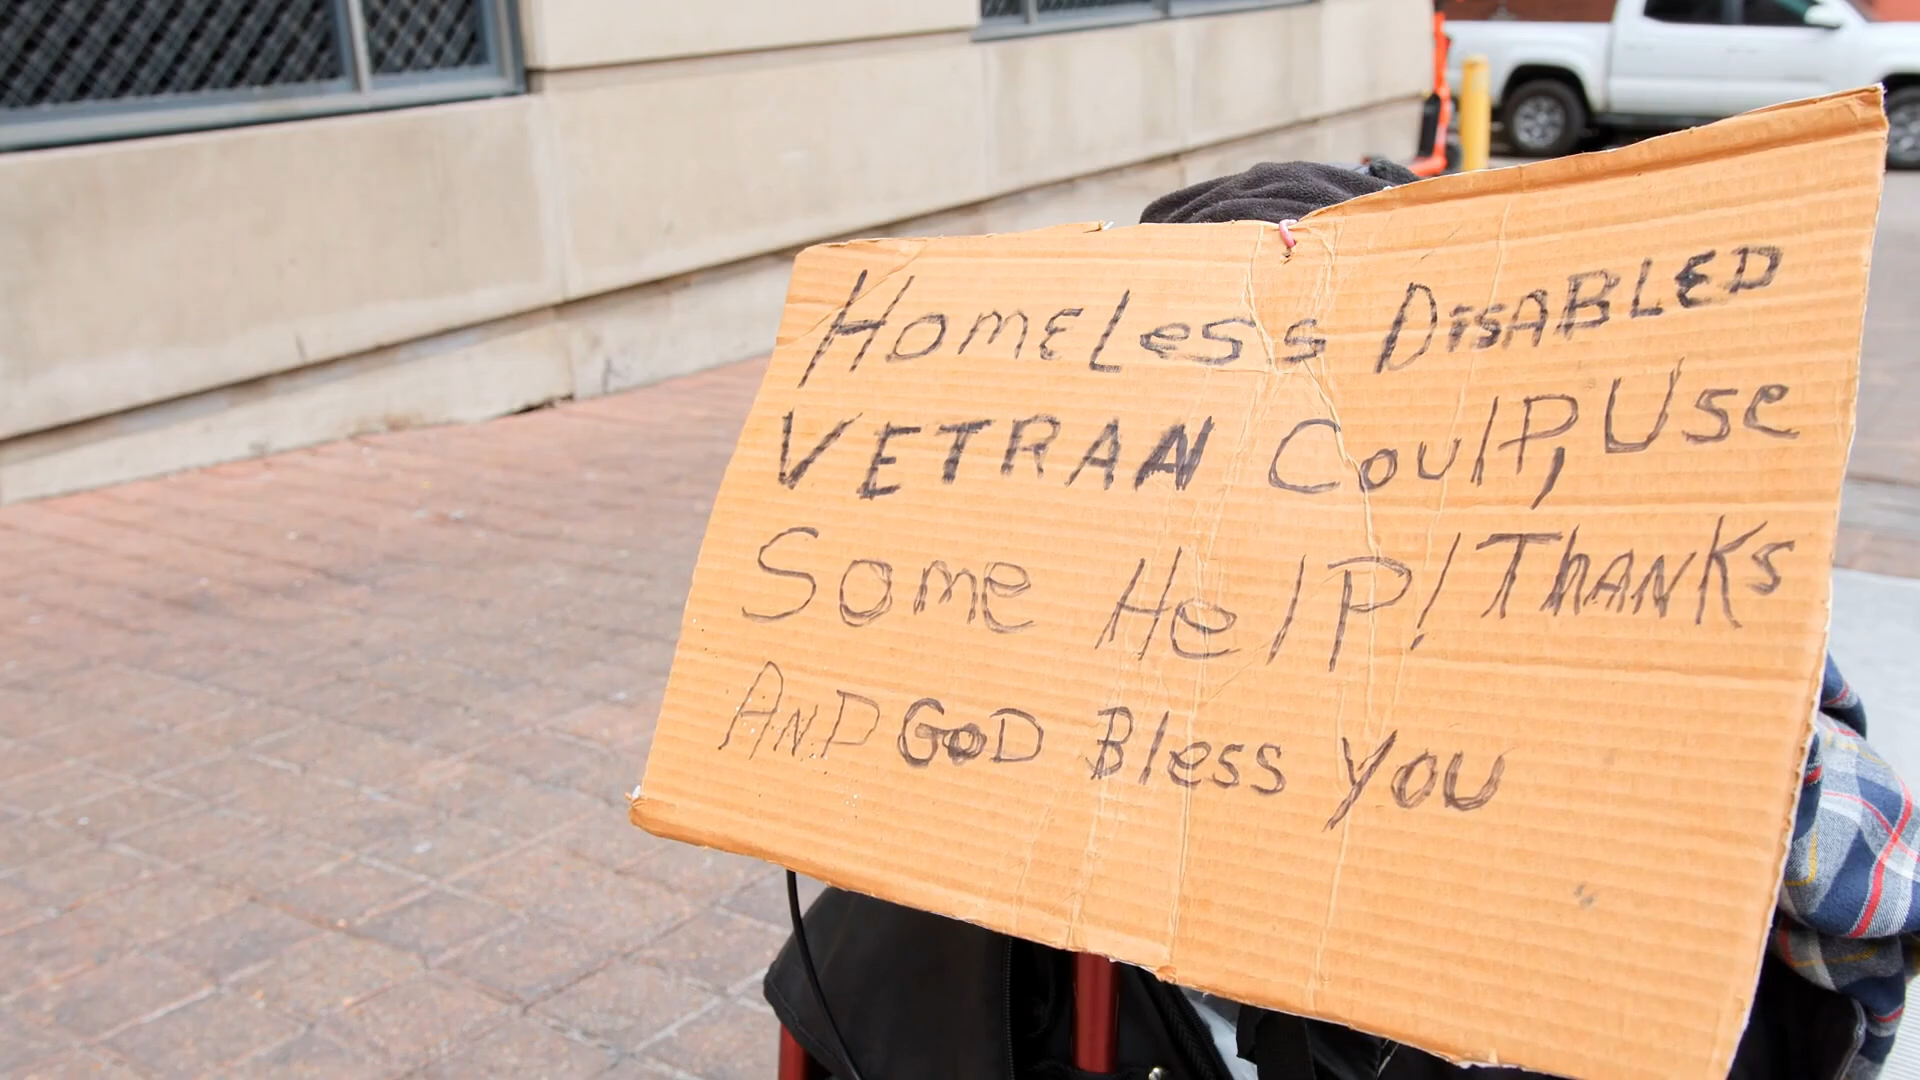 HomeLess DisABLED
VETRAN CoulD, Use
Some Help! ThANKs
AND GoD Bless you